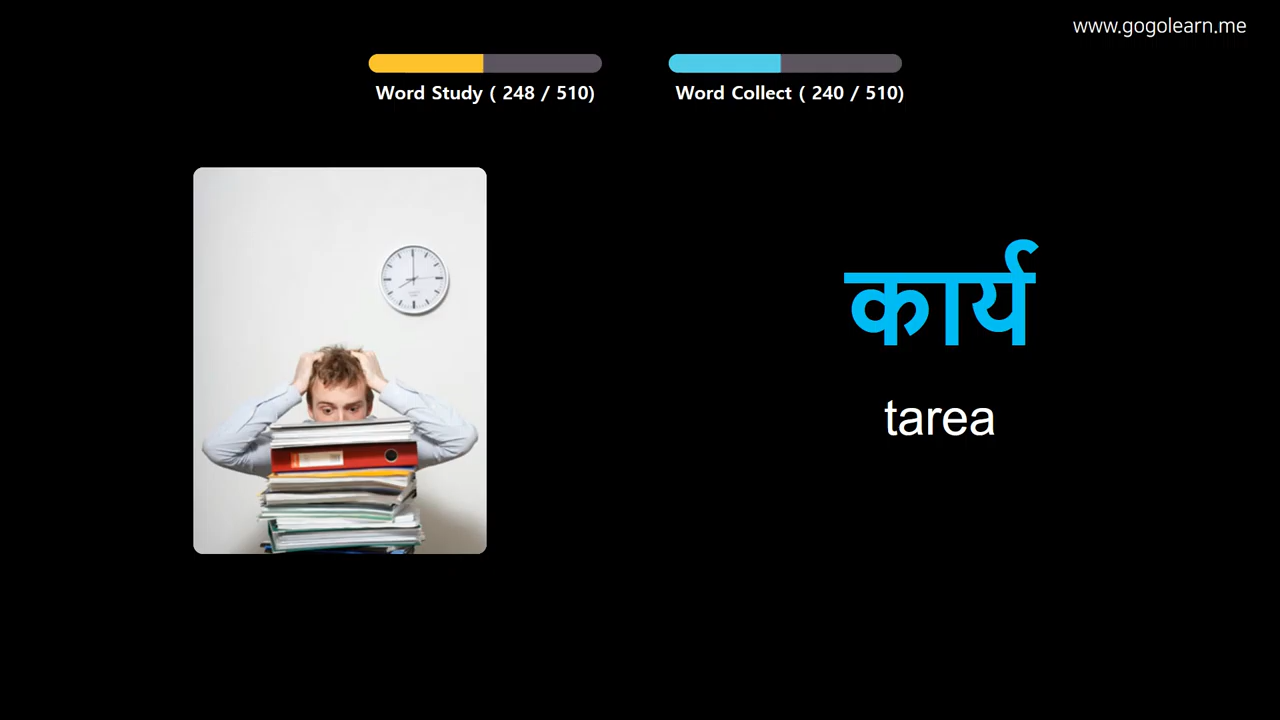 www.gogolearn.me
Word Study ( 248 / 510)
Word Collect ( 240 / 510)
कार्य
tarea